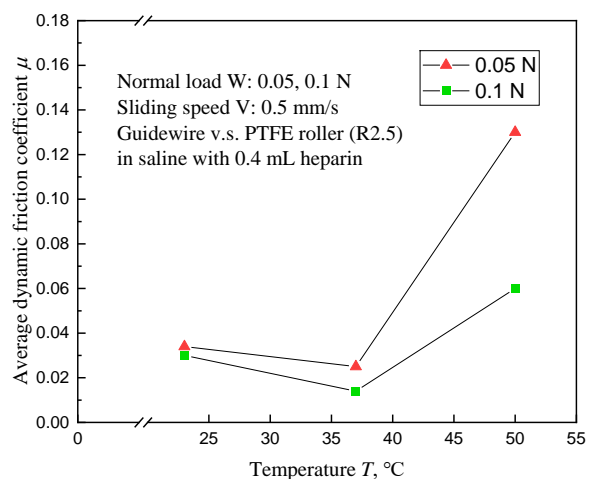 0.18
0.16
0.14
0.12
0.10
0.08
0.06
0.04
0.02
0.00
Average dynamic friction coefficient μ
Normal load W: 0.05, 0.1 N
Sliding speed V: 0.5 mm/s
Guidewire v.s. PTFE roller (R2.5)
in saline with 0.4 mL heparin
0.05 N
0.1 N
0 25 30 35 40 45 50 55
Temperature T, °C